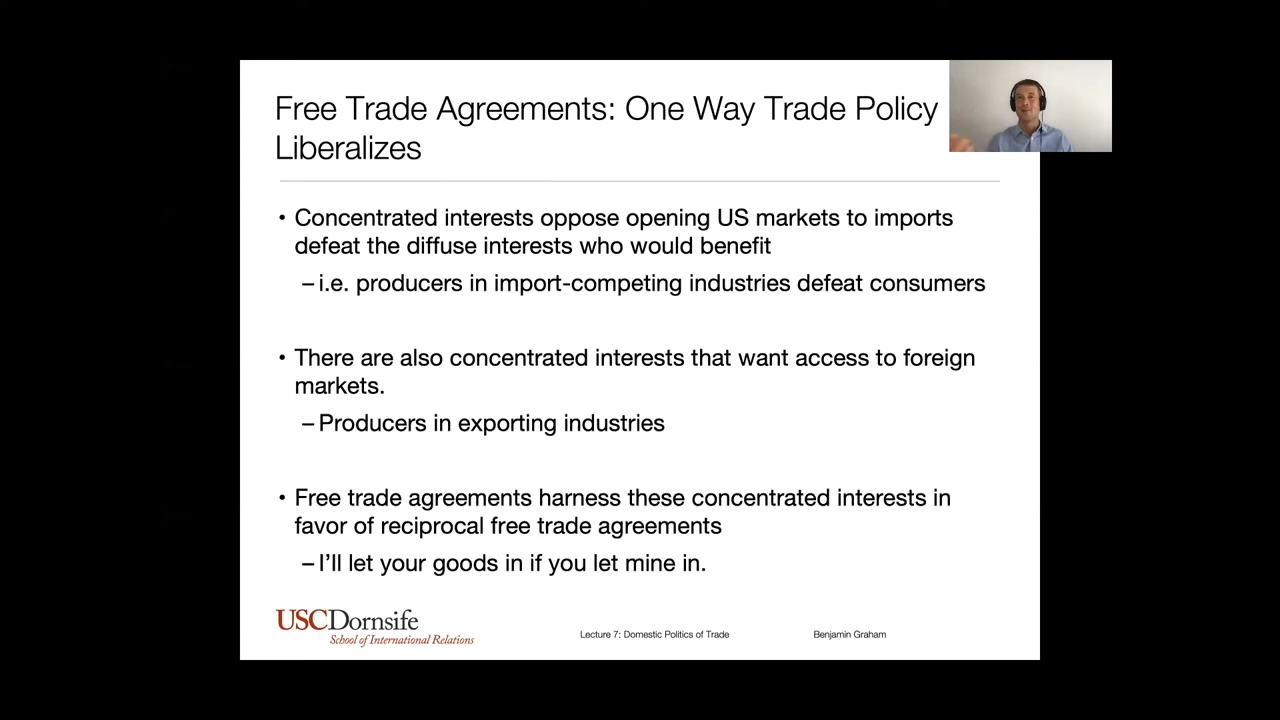 Free Trade Agreements: One Way Trade Policy
Liberalizes
• Concentrated interests oppose opening US markets to imports
defeat the diffuse interests who would benefit
– i.e. producers in import-competing industries defeat consumers
• There are also concentrated interests that want access to foreign
markets.
– Producers in exporting industries
• Free trade agreements harness these concentrated interests in
favor of reciprocal free trade agreements
– I’ll let your goods in if you let mine in.
USCDornsife
School of International Relations
Lecture 7: Domestic Politics of Trade
Benjamin Graham